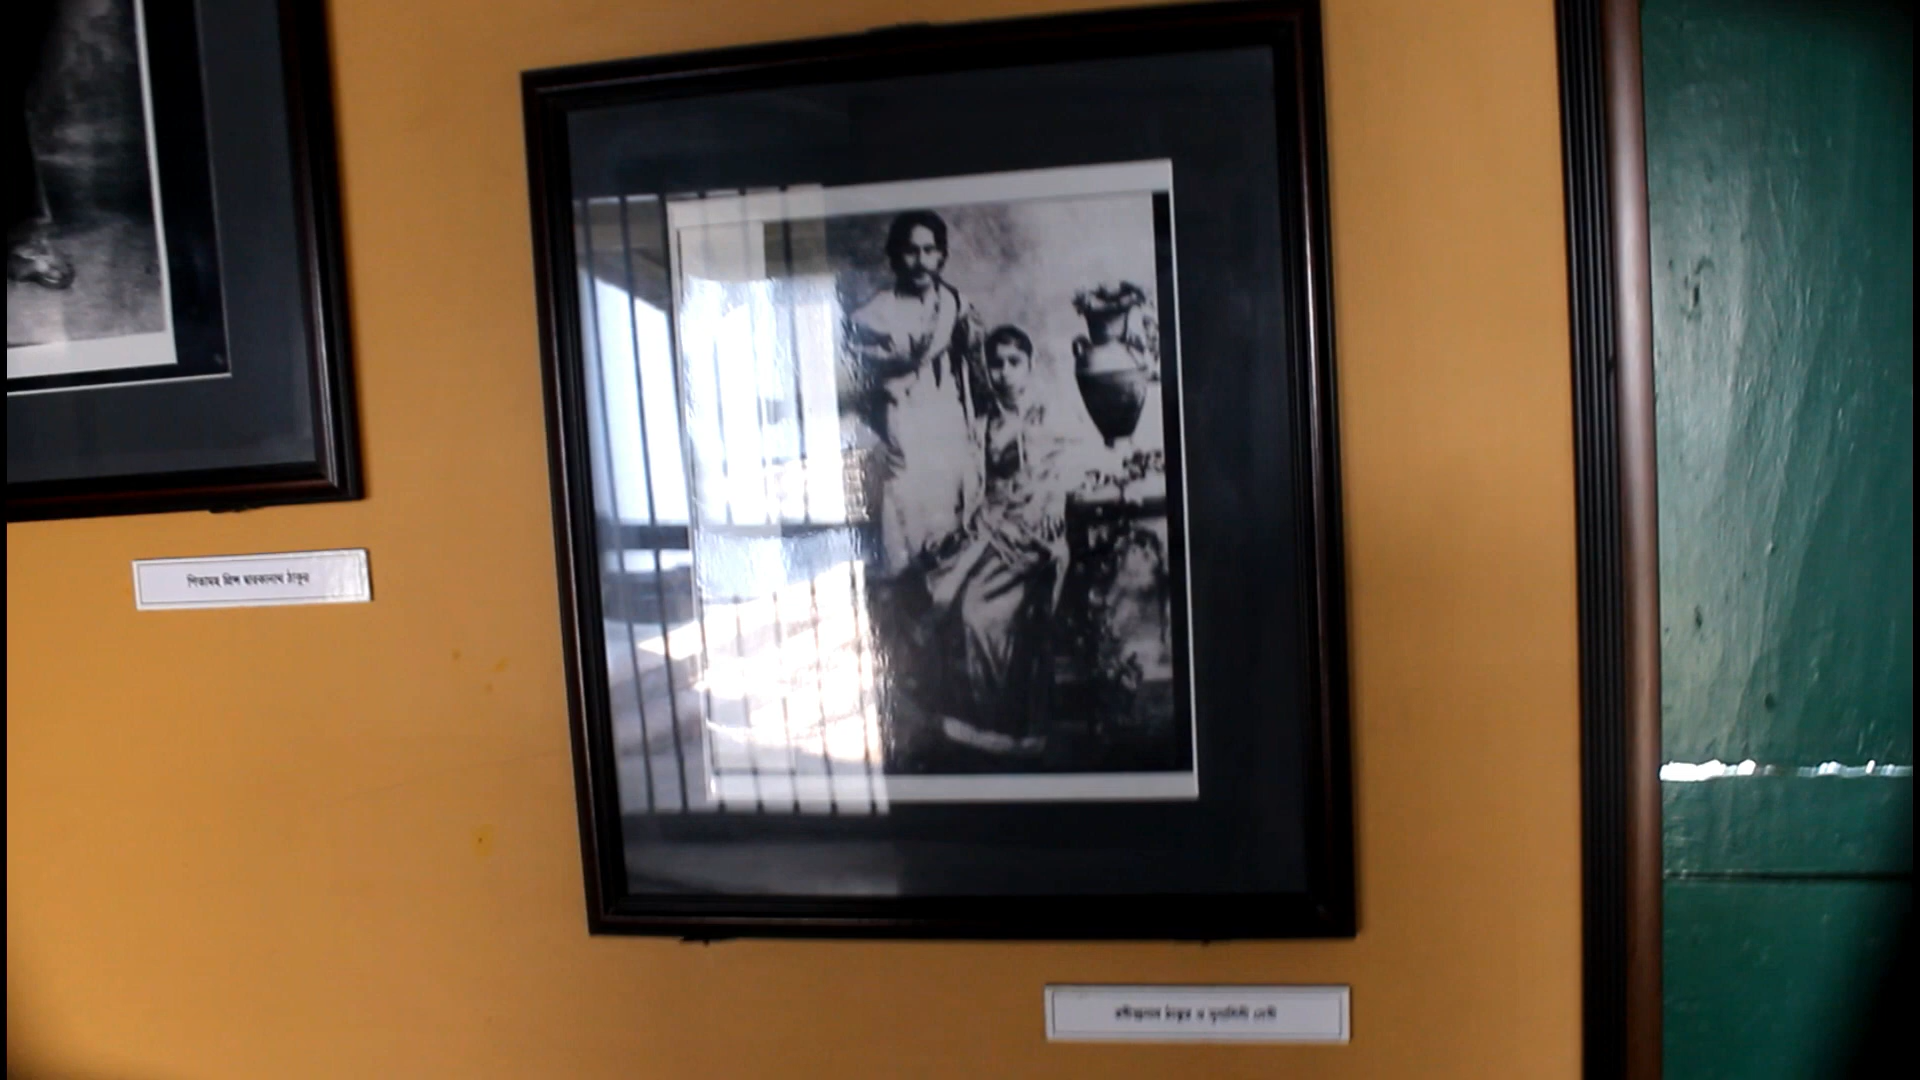 পিতামহ প্রিন্স দ্বারকানাথ ঠাকুর
রবীন্দ্রনাথ ঠাকুর ও মৃণালিনী দেবী